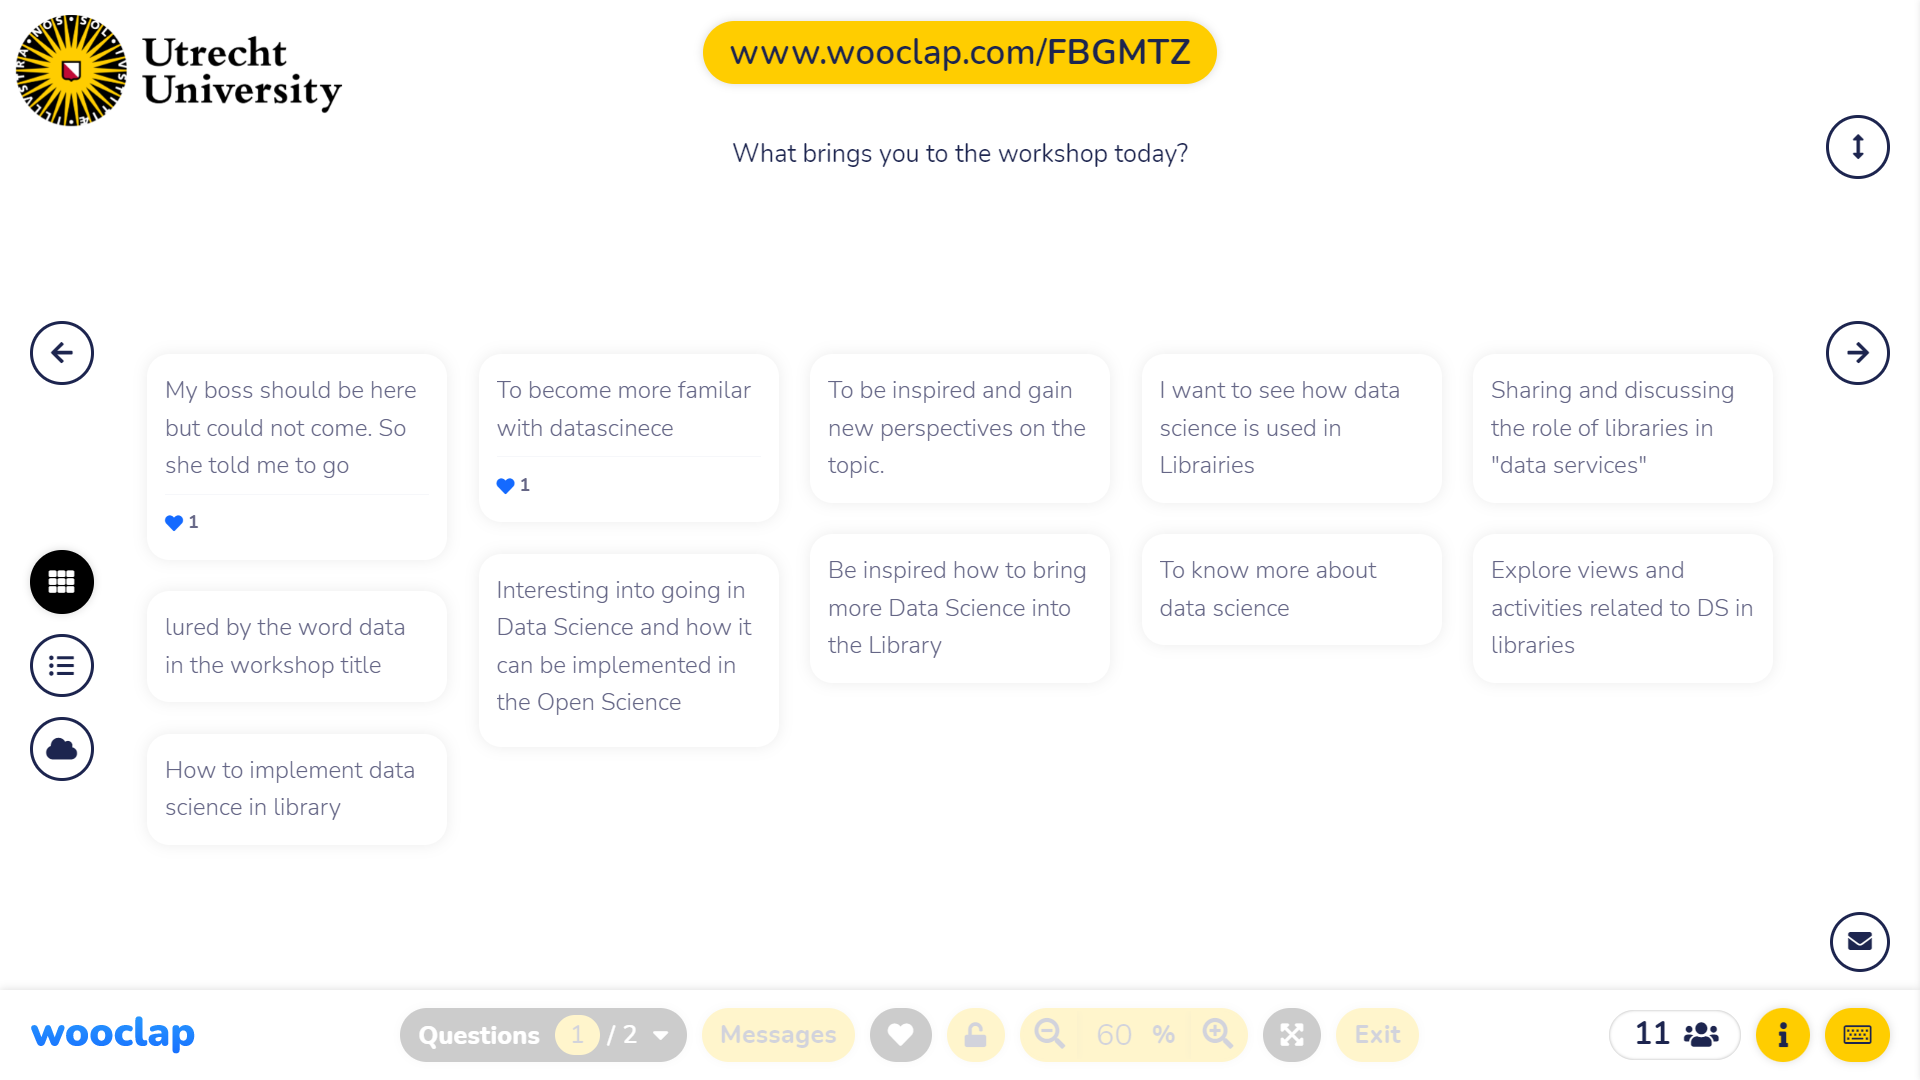 Utrecht
University
www.wooclap.com/FBGMTZ
What brings you to the workshop today?
My boss should be here
but could not come. So
she told me to go
1
lured by the word data
in the workshop title
How to implement data
science in library
To become more familar
with datascinece
1
Interesting into going in
Data Science and how it
can be implemented in
the Open Science
To be inspired and gain
new perspectives on the
topic.
Be inspired how to bring
more Data Science into
the Library
I want to see how data
science is used in
Librairies
To know more about
data science
Sharing and discussing
the role of libraries in
"data services"
Explore views and
activities related to DS in
libraries
wooclap
Questions 1 / 2
Messages
60 %
Exit
11